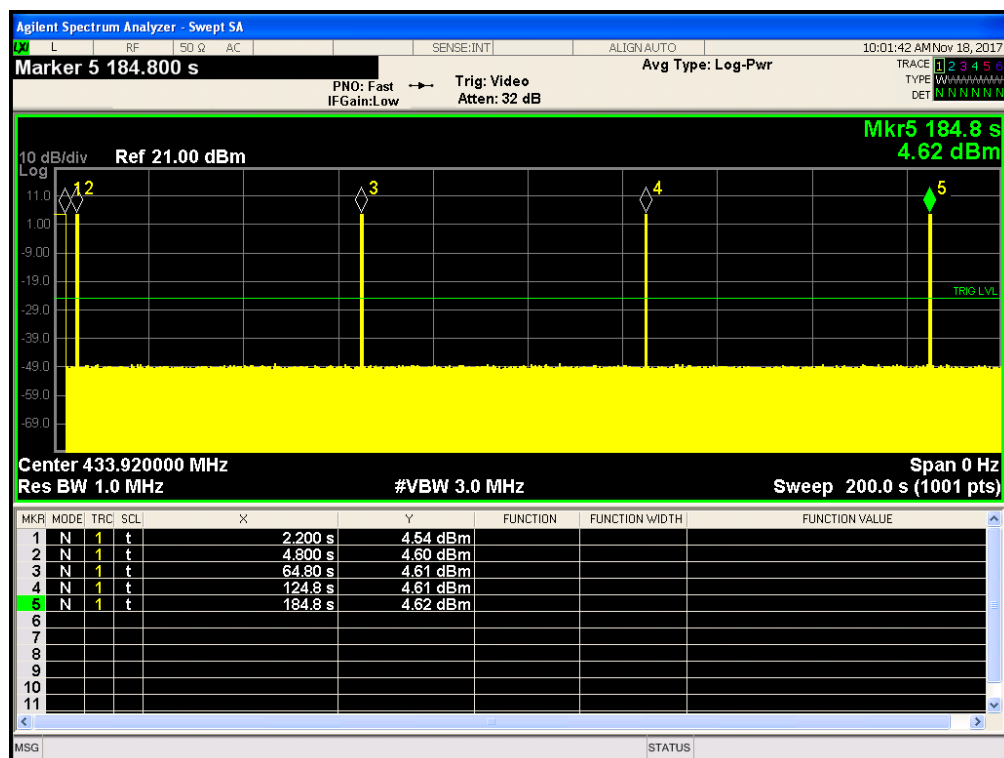 Agilent Spectrum Analyzer - Swept SA
LXI L RF 50 Ω AC SENSE:INT ALIGN AUTO 10:01:42 AM Nov 18, 2017
Marker 5 184.800 s
PNO: Fast
IFGain:Low
Trig: Video
Atten: 32 dB
Avg Type: Log-Pwr
TRACE 1 2 3 4 5 6
TYPE WWWWWW
DET N N N N N N
Mkr5 184.8 s
4.62 dBm
10 dB/div Ref 21.00 dBm
Log
1 2 3 4 5
11.0
1.00
-9.00
-19.0
TRIG LVL
-29.0
-39.0
-49.0
-59.0
-69.0
Center 433.920000 MHz Span 0 Hz
Res BW 1.0 MHz #VBW 3.0 MHz Sweep 200.0 s (1001 pts)
MKR MODE TRC SCL X Y FUNCTION FUNCTION WIDTH FUNCTION VALUE
1 N 1 t 2.200 s 4.54 dBm
2 N 1 t 4.800 s 4.60 dBm
3 N 1 t 64.80 s 4.61 dBm
4 N 1 t 124.8 s 4.61 dBm
5 N 1 t 184.8 s 4.62 dBm
6
7
8
9
10
11
MSG STATUS